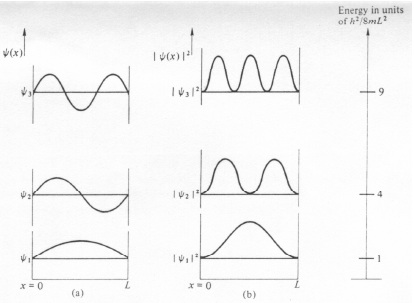 Energy in units
of h²/8mL²
ψ(x)
|ψ(x)|²
ψ₃
|ψ₃|²
9
ψ₂
|ψ₂|²
4
ψ₁
|ψ₁|²
1
x = 0
L
x = 0
L
(a)
(b)